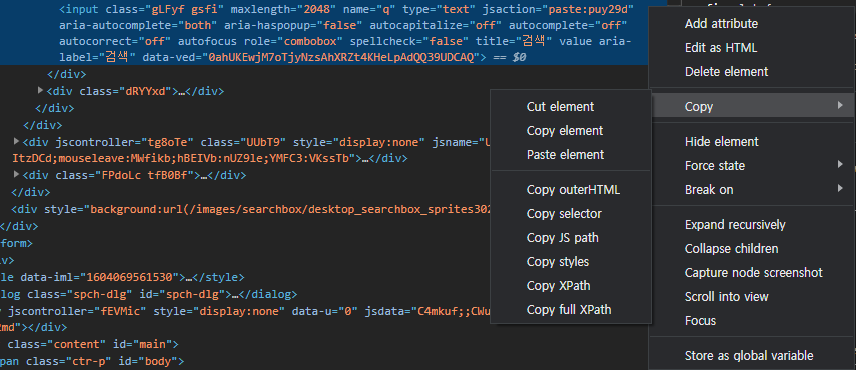 <input class="gLFyf gsfi" maxlength="2048" name="q" type="text" jsaction="paste:puy29d"
aria-autocomplete="both" aria-haspopup="false" autocapitalize="off" autocomplete="off"
autocorrect="off" autofocus role="combobox" spellcheck="false" title="검색" value aria-
label="검색" data-ved="0ahUKEwjM7oTjyNzsAhXRZt4KHeLpAdQQ39UDCAQ"> == $0
</div>
<div class="dRYYxd">…</div>
</div>
</div>
<div jscontroller="tg8oTe" class="UUbT9" style="display:none" jsname="U
ItzDCd;mouseleave:MWfikb;hBEIVb:nUZ9le;YMFC3:VKssTb">…</div>
<div class="FPdoLc tfB0Bf">…</div>
</div>
<div style="background:url(/images/searchbox/desktop_searchbox_sprites302
</div>
form>
div>
le data-iml="1604069561530">…</style>
log class="spch-dlg" id="spch-dlg">…</dialog>
jscontroller="fEVMic" style="display:none" data-u="0" jsdata="C4mkuf;;CWu
2md"></div>
class="content" id="main">
pan class="ctr-p" id="body">
Cut element
Copy element
Paste element
Copy outerHTML
Copy selector
Copy JS path
Copy styles
Copy XPath
Copy full XPath
Add attribute
Edit as HTML
Delete element
Copy
Hide element
Force state
Break on
Expand recursively
Collapse children
Capture node screenshot
Scroll into view
Focus
Store as global variable